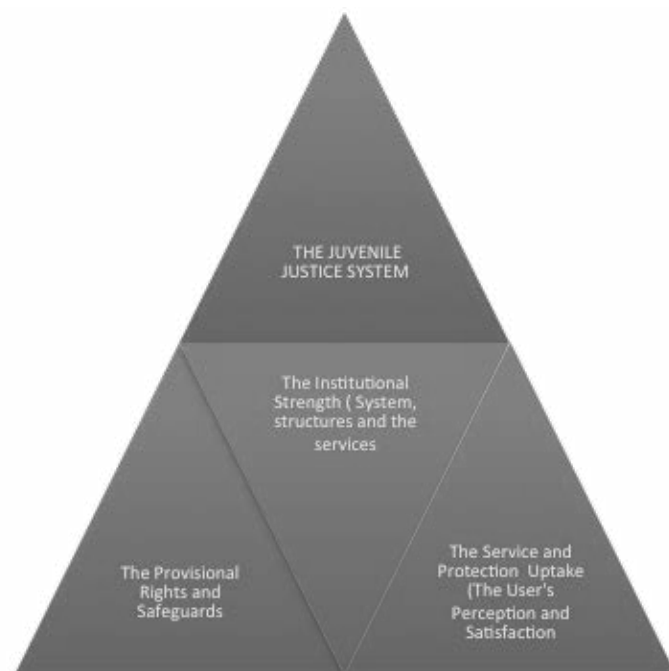 THE JUVENILE
JUSTICE SYSTEM
The Institutional
Strength ( System,
structures and the
services
The Provisional
Rights and
Safeguards
The Service and
Protection Uptake
(The User's
Perception and
Satisfaction